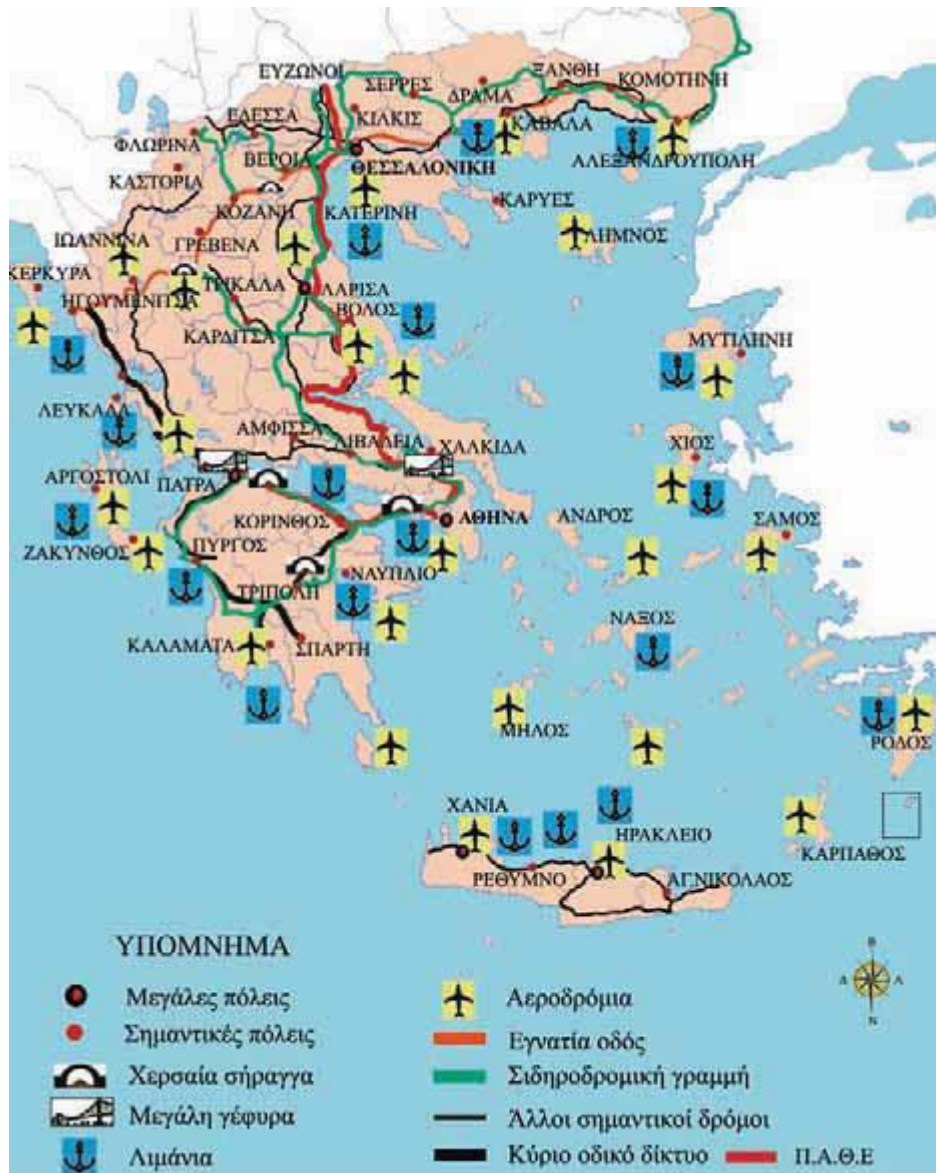 ΕΥΖΩΝΟΙ
ΣΕΡΡΕΣ
ΞΑΝΘΗ
ΚΟΜΟΤΗΝΗ
ΔΡΑΜΑ
ΕΔΕΣΣΑ
ΚΙΛΚΙΣ
ΚΑΒΑΛΑ
ΦΛΩΡΙΝΑ
ΒΕΡΟΙΑ
ΑΛΕΞΑΝΔΡΟΥΠΟΛΗ
ΘΕΣΣΑΛΟΝΙΚΗ
ΚΑΣΤΟΡΙΑ
ΚΑΡΥΕΣ
ΚΟΖΑΝΗ
ΚΑΤΕΡΙΝΗ
ΛΗΜΝΟΣ
ΙΩΑΝΝΙΝΑ
ΓΡΕΒΕΝΑ
ΚΕΡΚΥΡΑ
ΗΓΟΥΜΕΝΙΤΣΑ
ΤΡΙΚΑΛΑ
ΛΑΡΙΣΑ
ΒΟΛΟΣ
ΚΑΡΔΙΤΣΑ
ΜΥΤΙΛΗΝΗ
ΛΕΥΚΑΔΑ
ΑΜΦΙΣΣΑ
ΛΙΒΑΔΕΙΑ
ΧΑΛΚΙΔΑ
ΧΙΟΣ
ΑΡΓΟΣΤΟΛΙ
ΠΑΤΡΑ
ΚΟΡΙΝΘΟΣ
ΑΘΗΝΑ
ΑΝΔΡΟΣ
ΣΑΜΟΣ
ΖΑΚΥΝΘΟΣ
ΠΥΡΓΟΣ
ΝΑΥΠΛΙΟ
ΤΡΙΠΟΛΗ
ΝΑΞΟΣ
ΚΑΛΑΜΑΤΑ
ΣΠΑΡΤΗ
ΜΗΛΟΣ
ΡΟΔΟΣ
ΧΑΝΙΑ
ΗΡΑΚΛΕΙΟ
ΚΑΡΠΑΘΟΣ
ΡΕΘΥΜΝΟ
ΑΓ.ΝΙΚΟΛΑΟΣ
ΥΠΟΜΝΗΜΑ
Μεγάλες πόλεις
Σημαντικές πόλεις
Χερσαία σήραγγα
Μεγάλη γέφυρα
Λιμάνια
Αεροδρόμια
Εγνατία οδός
Σιδηροδρομική γραμμή
Άλλοι σημαντικοί δρόμοι
Κύριο οδικό δίκτυο
Π.Α.Θ.Ε
Β
Δ
Α
Ν